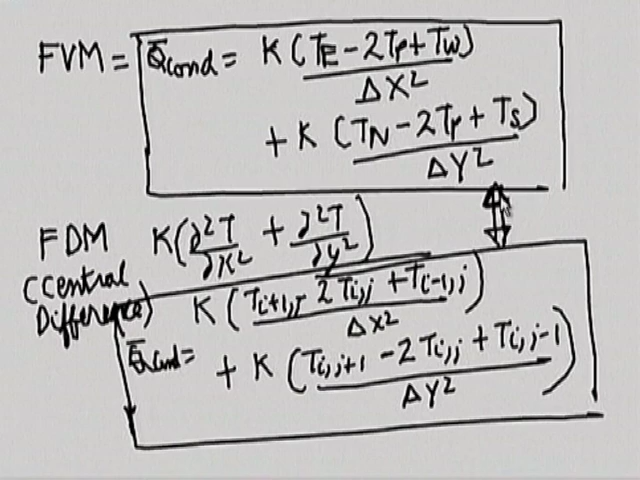 FVM = Q̄cond = K (TE - 2Tp + Tw) / ΔX²
+ K (TN - 2Tp + Ts) / ΔY²
FDM K(∂²T/∂x² + ∂²T/∂y²)
(Central Difference) K (Ti+1,j - 2Ti,j + Ti-1,j) / Δx²
Q̄cond = + K (Ti,j+1 - 2Ti,j + Ti,j-1) / ΔY²